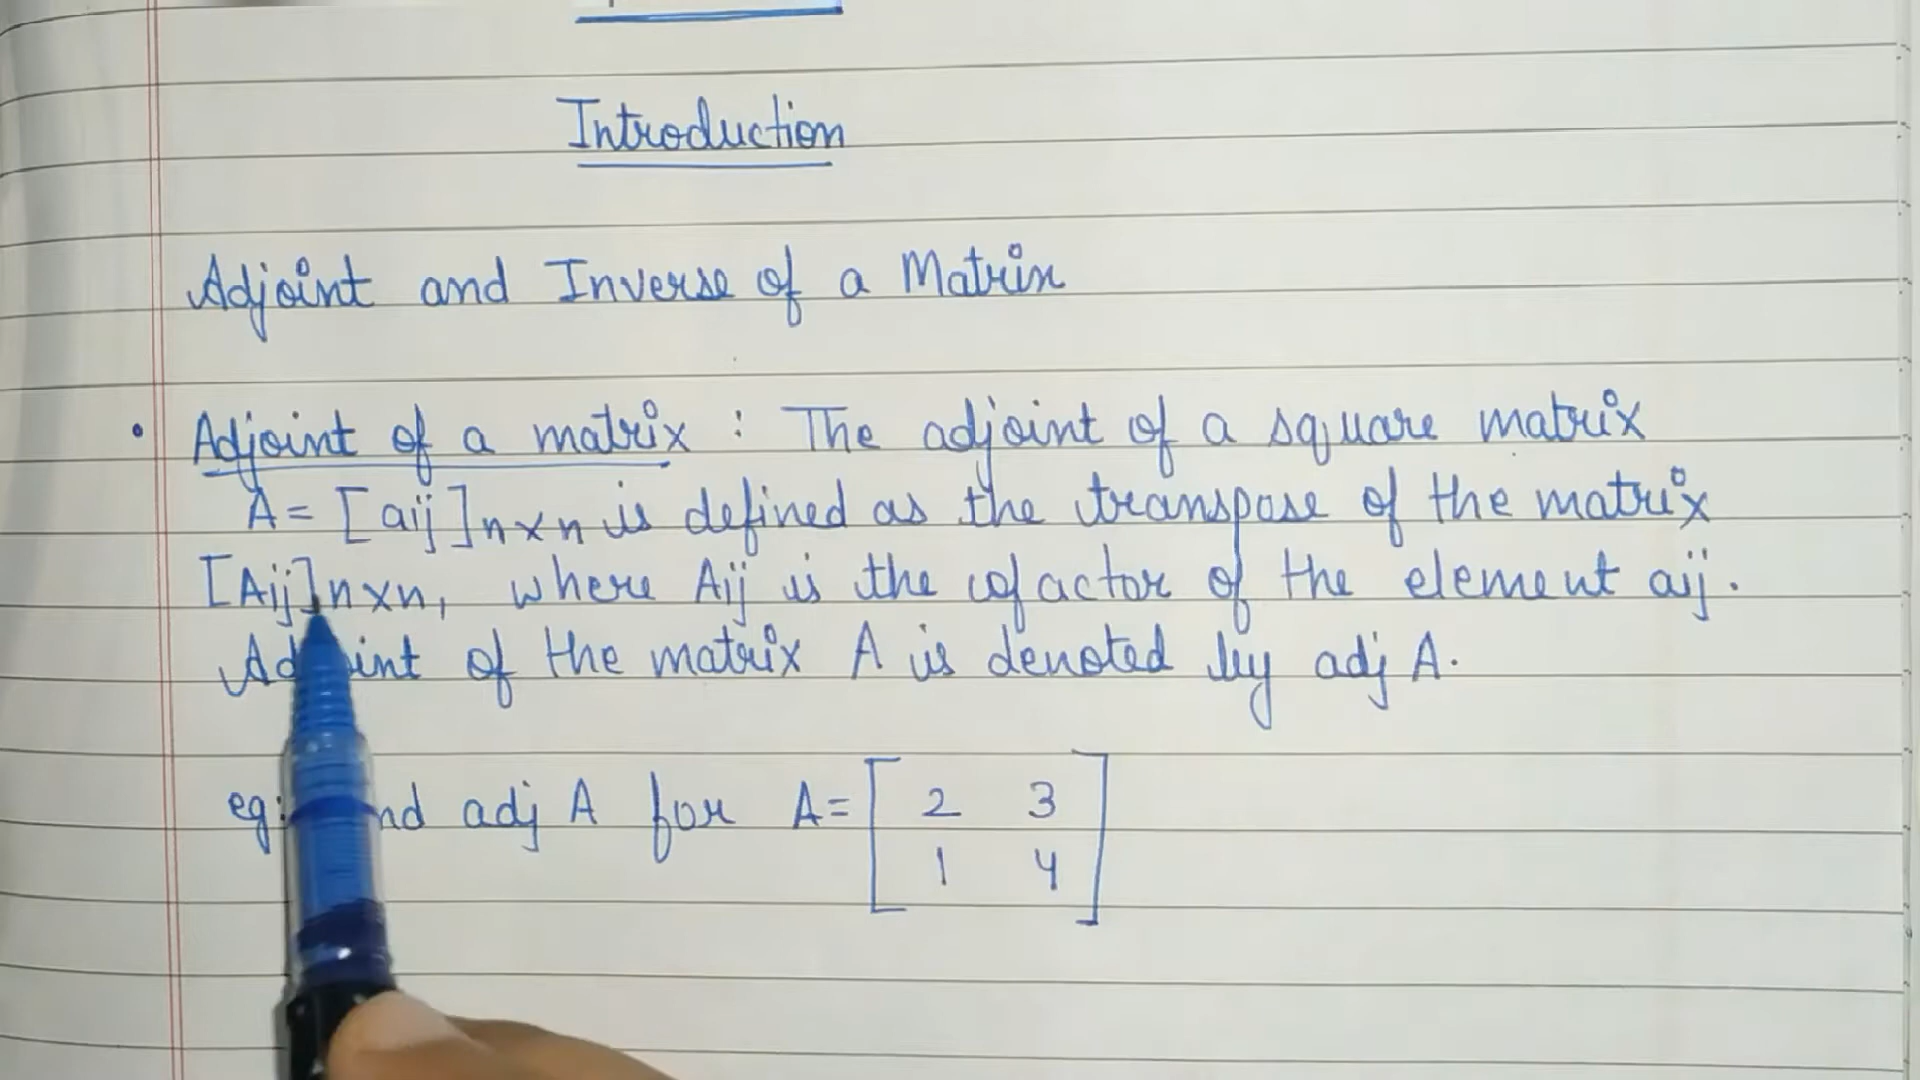 Introduction
Adjoint and Inverse of a Matrix
• Adjoint of a matrix : The adjoint of a square matrix
A = [aij]n×n is defined as the transpose of the matrix
[Aij]n×n, where Aij is the cofactor of the element aij.
of the matrix A is denoted by adj A.
eg: adj A for A = [ 2 3
1 4 ]